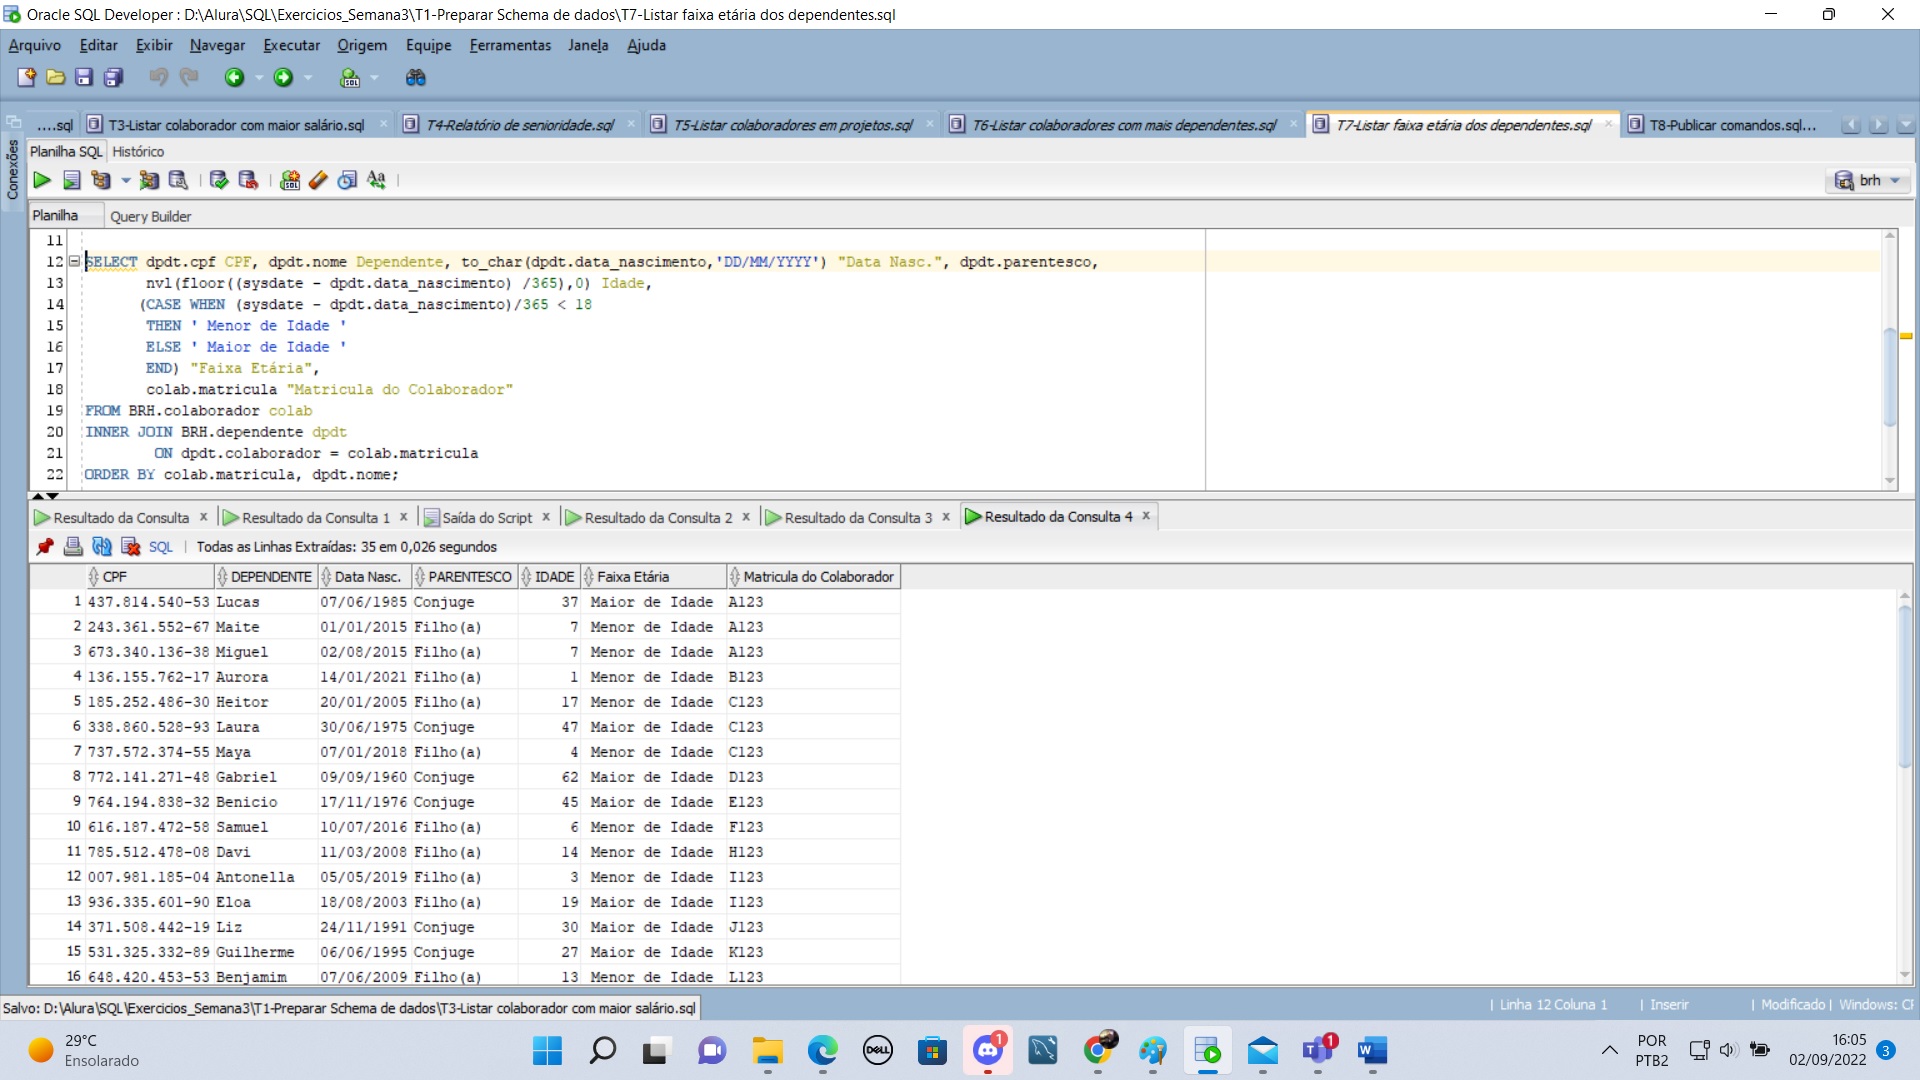 Oracle SQL Developer : D:\Alura\SQL\Exercicios_Semana3\T1-Preparar Schema de dados\T7-Listar faixa etária dos dependentes.sql
Arquivo Editar Exibir Navegar Executar Origem Equipe Ferramentas Janela Ajuda
....sql T3-Listar colaborador com maior salário.sql T4-Relatório de senioridade.sql T5-Listar colaboradores em projetos.sql T6-Listar colaboradores com mais dependentes.sql T7-Listar faixa etária dos dependentes.sql T8-Publicar comandos.sql...
Conexões
Planilha SQL Histórico
brh
Planilha Query Builder
11
12 SELECT dpdt.cpf CPF, dpdt.nome Dependente, to_char(dpdt.data_nascimento,'DD/MM/YYYY') "Data Nasc.", dpdt.parentesco,
13 nvl(floor((sysdate - dpdt.data_nascimento) /365),0) Idade,
14 (CASE WHEN (sysdate - dpdt.data_nascimento)/365 < 18
15 THEN ' Menor de Idade '
16 ELSE ' Maior de Idade '
17 END) "Faixa Etária",
18 colab.matricula "Matricula do Colaborador"
19 FROM BRH.colaborador colab
20 INNER JOIN BRH.dependente dpdt
21 ON dpdt.colaborador = colab.matricula
22 ORDER BY colab.matricula, dpdt.nome;
Resultado da Consulta x Resultado da Consulta 1 x Saída do Script x Resultado da Consulta 2 x Resultado da Consulta 3 x Resultado da Consulta 4 x
SQL | Todas as Linhas Extraídas: 35 em 0,026 segundos
CPF DEPENDENTE Data Nasc. PARENTESCO IDADE Faixa Etária Matricula do Colaborador
1 437.814.540-53 Lucas 07/06/1985 Conjuge 37 Maior de Idade A123
2 243.361.552-67 Maite 01/01/2015 Filho(a) 7 Menor de Idade A123
3 673.340.136-38 Miguel 02/08/2015 Filho(a) 7 Menor de Idade A123
4 136.155.762-17 Aurora 14/01/2021 Filho(a) 1 Menor de Idade B123
5 185.252.486-30 Heitor 20/01/2005 Filho(a) 17 Menor de Idade C123
6 338.860.528-93 Laura 30/06/1975 Conjuge 47 Maior de Idade C123
7 737.572.374-55 Maya 07/01/2018 Filho(a) 4 Menor de Idade C123
8 772.141.271-48 Gabriel 09/09/1960 Conjuge 62 Maior de Idade D123
9 764.194.838-32 Benicio 17/11/1976 Conjuge 45 Maior de Idade E123
10 616.187.472-58 Samuel 10/07/2016 Filho(a) 6 Menor de Idade F123
11 785.512.478-08 Davi 11/03/2008 Filho(a) 14 Menor de Idade H123
12 007.981.185-04 Antonella 05/05/2019 Filho(a) 3 Menor de Idade I123
13 936.335.601-90 Eloa 18/08/2003 Filho(a) 19 Maior de Idade I123
14 371.508.442-19 Liz 24/11/1991 Conjuge 30 Maior de Idade J123
15 531.325.332-89 Guilherme 06/06/1995 Conjuge 27 Maior de Idade K123
16 648.420.453-53 Benjamim 07/06/2009 Filho(a) 13 Menor de Idade L123
Salvo: D:\Alura\SQL\Exercicios_Semana3\T1-Preparar Schema de dados\T3-Listar colaborador com maior salário.sql
| Linha 12 Coluna 1 | Inserir | Modificado | Windows: CF
29°C
Ensolarado
DELL
1
1
POR
PTB2
16:05
02/09/2022
3